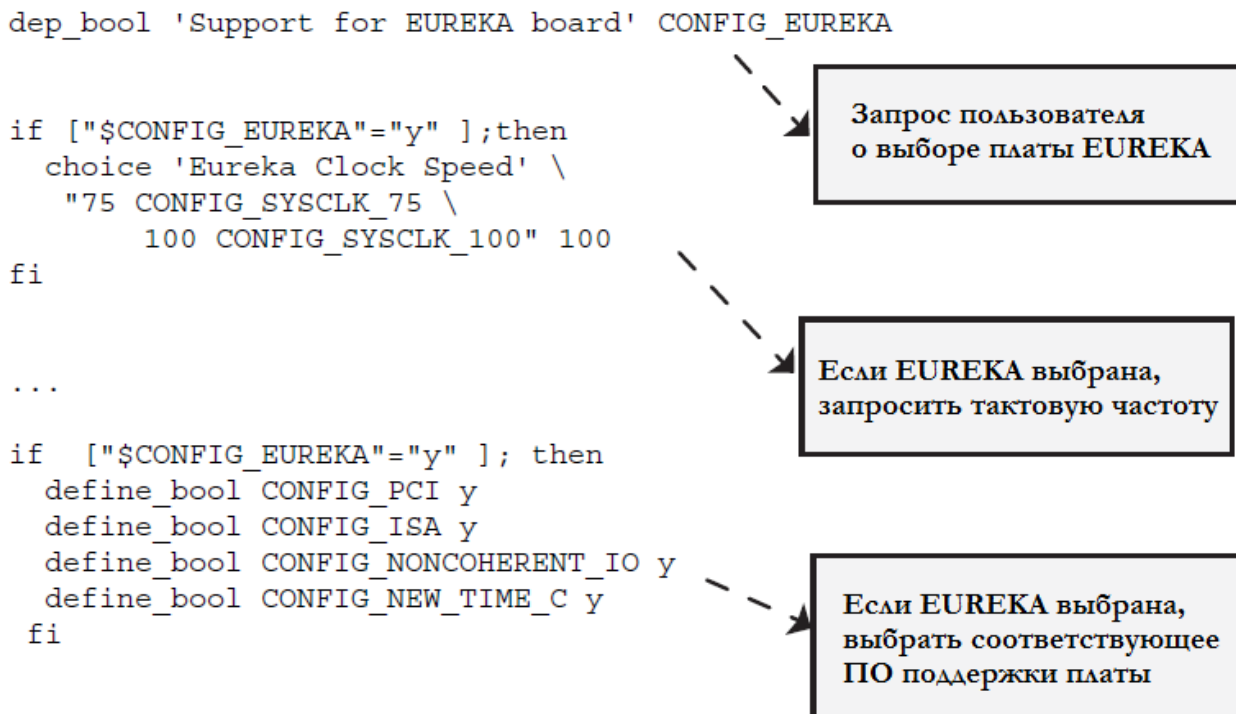 dep_bool 'Support for EUREKA board' CONFIG_EUREKA
Запрос пользователя
о выборе платы EUREKA
if ["$CONFIG_EUREKA"="y" ];then
choice 'Eureka Clock Speed' \
"75 CONFIG_SYSCLK_75 \
100 CONFIG_SYSCLK_100" 100
fi
Если EUREKA выбрана,
запросить тактовую частоту
...
if ["$CONFIG_EUREKA"="y" ]; then
define_bool CONFIG_PCI y
define_bool CONFIG_ISA y
define_bool CONFIG_NONCOHERENT_IO y
define_bool CONFIG_NEW_TIME_C y
fi
Если EUREKA выбрана,
выбрать соответствующее
ПО поддержки платы